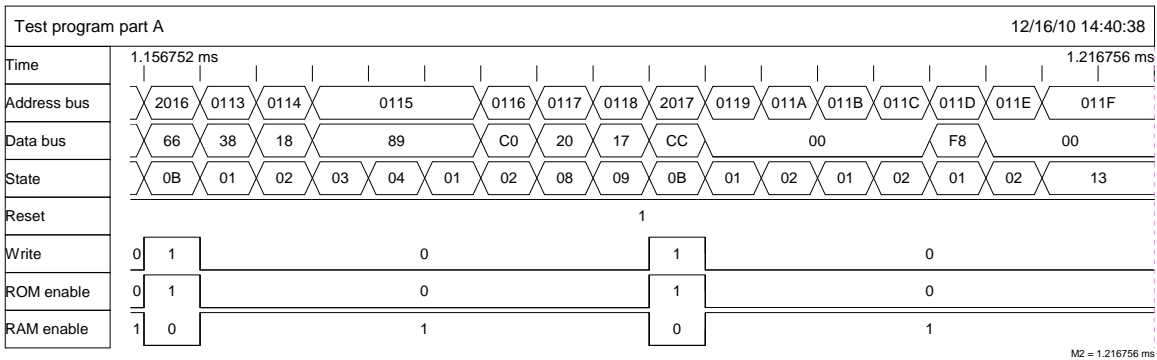 Test program part A 12/16/10 14:40:38
Time 1.156752 ms 1.216756 ms
Address bus 2016 0113 0114 0115 0116 0117 0118 2017 0119 011A 011B 011C 011D 011E 011F
Data bus 66 38 18 89 C0 20 17 CC 00 F8 00
State 0B 01 02 03 04 01 02 08 09 0B 01 02 01 02 01 02 13
Reset 1
Write 0 1 0 1 0
ROM enable 0 1 0 1 0
RAM enable 1 0 1 0 1
M2 = 1.216756 ms